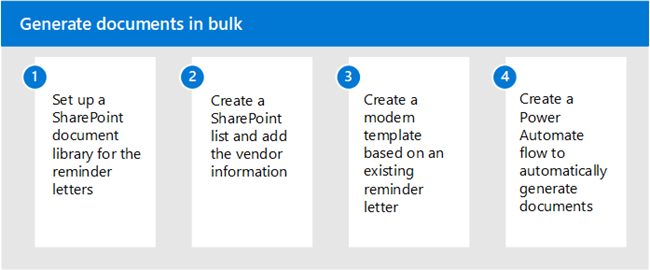 Generate documents in bulk
1
Set up a
SharePoint
document
library for the
reminder
letters
2
Create a
SharePoint
list and add
the vendor
information
3
Create a
modern
template
based on an
existing
reminder
letter
4
Create a
Power
Automate
flow to
automatically
generate
documents